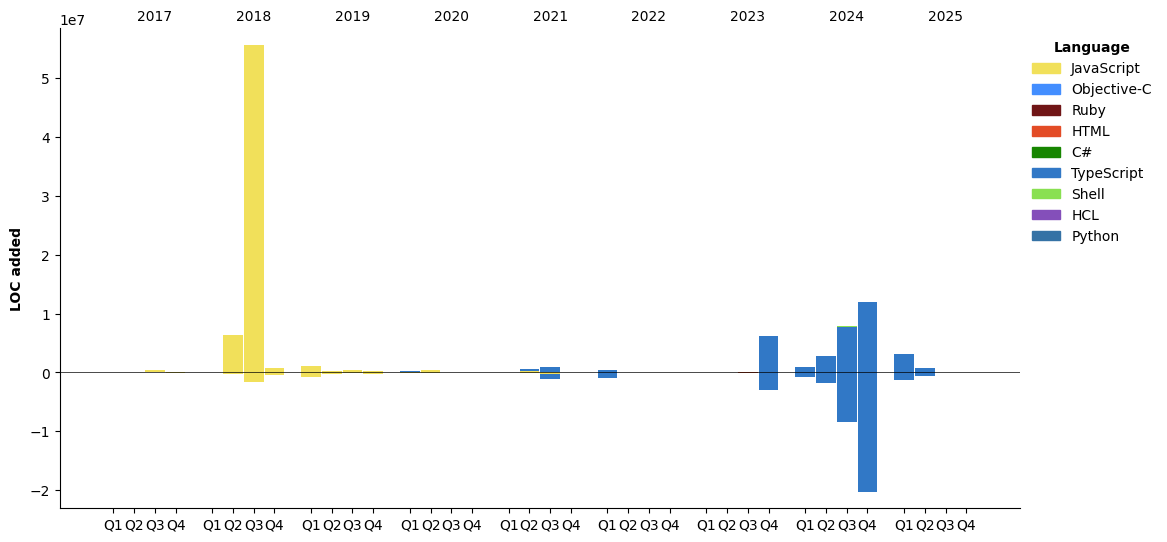 2017 2018 2019 2020 2021 2022 2023 2024 2025
1e7
Language
JavaScript
Objective-C
Ruby
HTML
C#
TypeScript
Shell
HCL
Python
LOC added
5
4
3
2
1
0
−1
−2
Q1 Q2 Q3 Q4 Q1 Q2 Q3 Q4 Q1 Q2 Q3 Q4 Q1 Q2 Q3 Q4 Q1 Q2 Q3 Q4 Q1 Q2 Q3 Q4 Q1 Q2 Q3 Q4 Q1 Q2 Q3 Q4 Q1 Q2 Q3 Q4